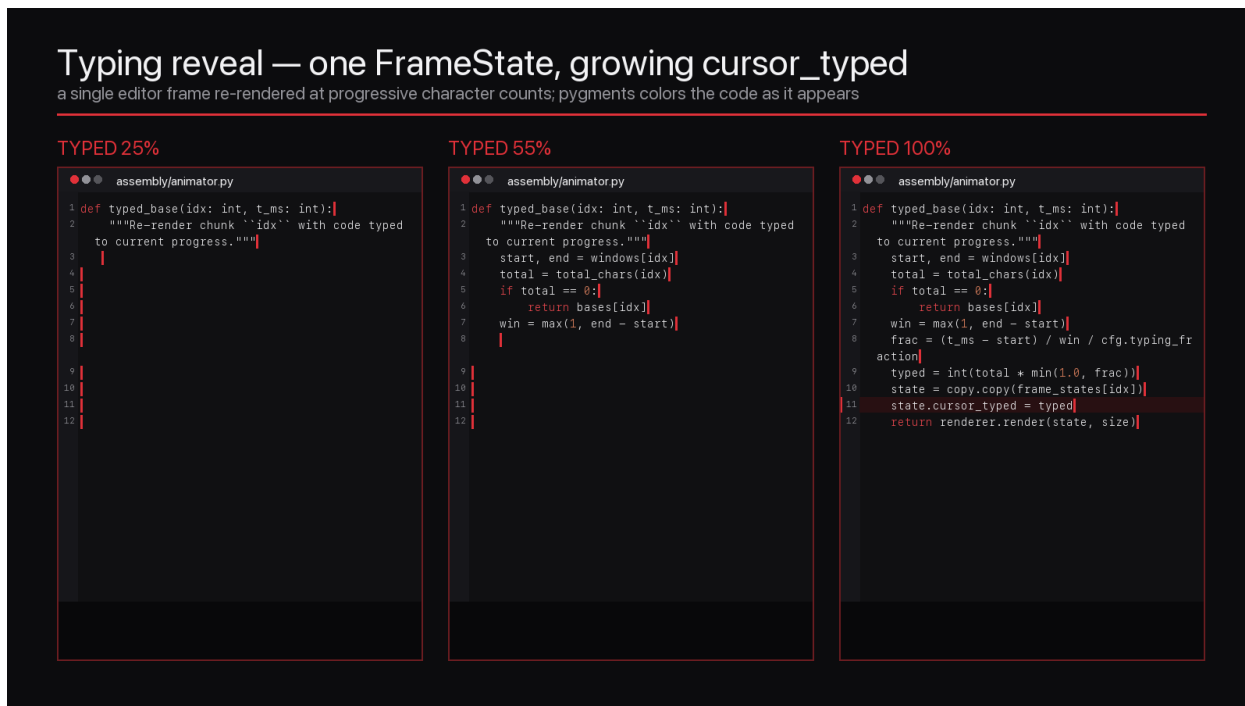 Typing reveal — one FrameState, growing cursor_typed
a single editor frame re-rendered at progressive character counts; pygments colors the code as it appears
TYPED 25%
assembly/animator.py
1 def typed_base(idx: int, t_ms: int):
2 """Re-render chunk ``idx`` with code typed
to current progress."""
3
4
5
6
7
8
9
10
11
12
TYPED 55%
assembly/animator.py
1 def typed_base(idx: int, t_ms: int):
2 """Re-render chunk ``idx`` with code typed
to current progress."""
3 start, end = windows[idx]
4 total = total_chars(idx)
5 if total == 0:
6 return bases[idx]
7 win = max(1, end - start)
8
9
10
11
12
TYPED 100%
assembly/animator.py
1 def typed_base(idx: int, t_ms: int):
2 """Re-render chunk ``idx`` with code typed
to current progress."""
3 start, end = windows[idx]
4 total = total_chars(idx)
5 if total == 0:
6 return bases[idx]
7 win = max(1, end - start)
8 frac = (t_ms - start) / win / cfg.typing_fr
action
9 typed = int(total * min(1.0, frac))
10 state = copy.copy(frame_states[idx])
11 state.cursor_typed = typed
12 return renderer.render(state, size)